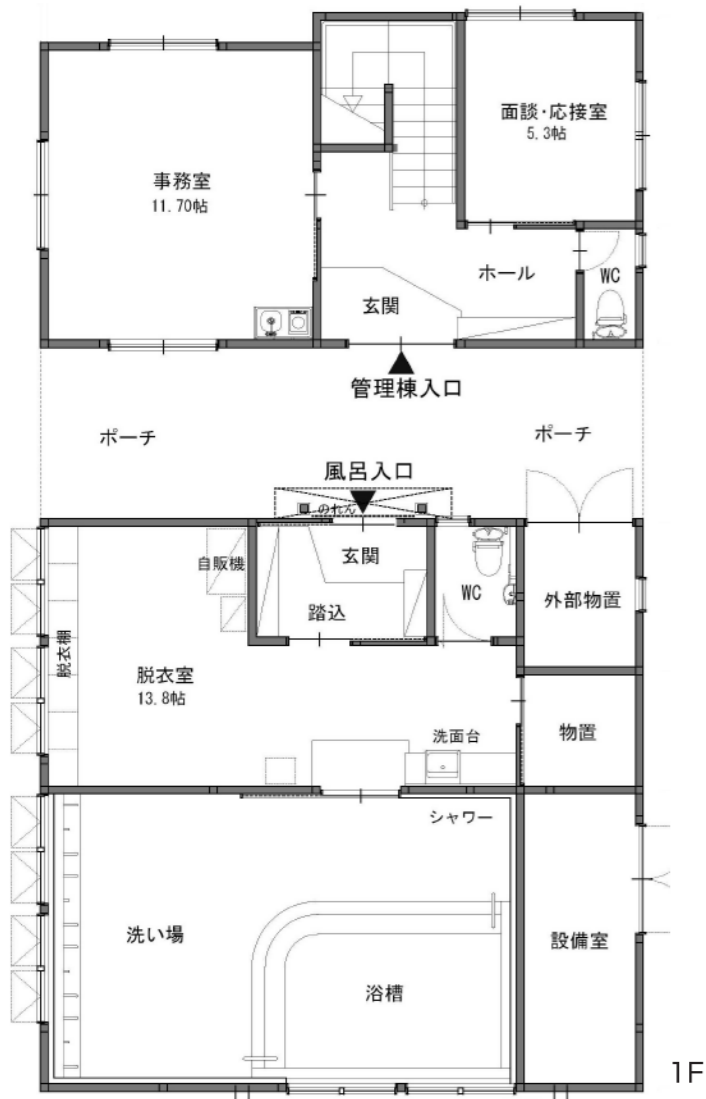 面談・応接室
5.3帖
事務室
11.70帖
ホール
WC
玄関
管理棟入口
ポーチ
ポーチ
風呂入口
のれん
自販機
玄関
WC
外部物置
踏込
脱衣棚
脱衣室
13.8帖
洗面台
物置
シャワー
洗い場
浴槽
設備室
1F